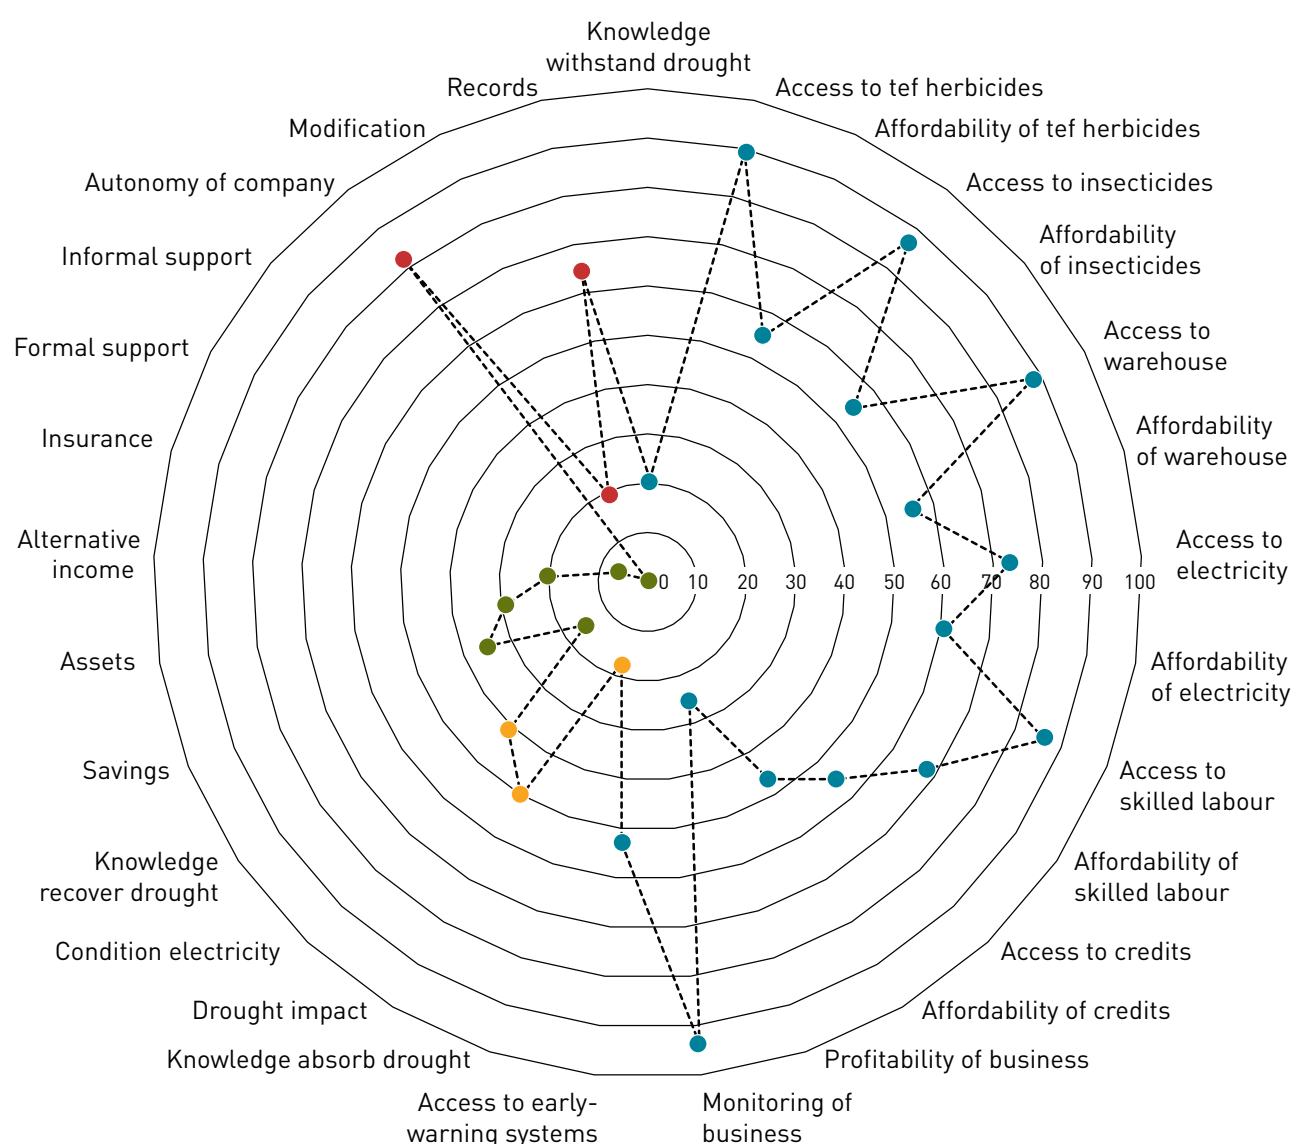 Knowledge
withstand drought
Records
Access to tef herbicides
Modification
Affordability of tef herbicides
Autonomy of company
Access to insecticides
Informal support
Affordability
of insecticides
Formal support
Access to
warehouse
Insurance
Affordability
of warehouse
Alternative
income
Access to
electricity
0 10 20 30 40 50 60 70 80 90 100
Assets
Affordability
of electricity
Savings
Access to
skilled labour
Knowledge
recover drought
Affordability of
skilled labour
Condition electricity
Access to credits
Drought impact
Affordability of credits
Knowledge absorb drought
Profitability of business
Access to early-
warning systems
Monitoring of
business